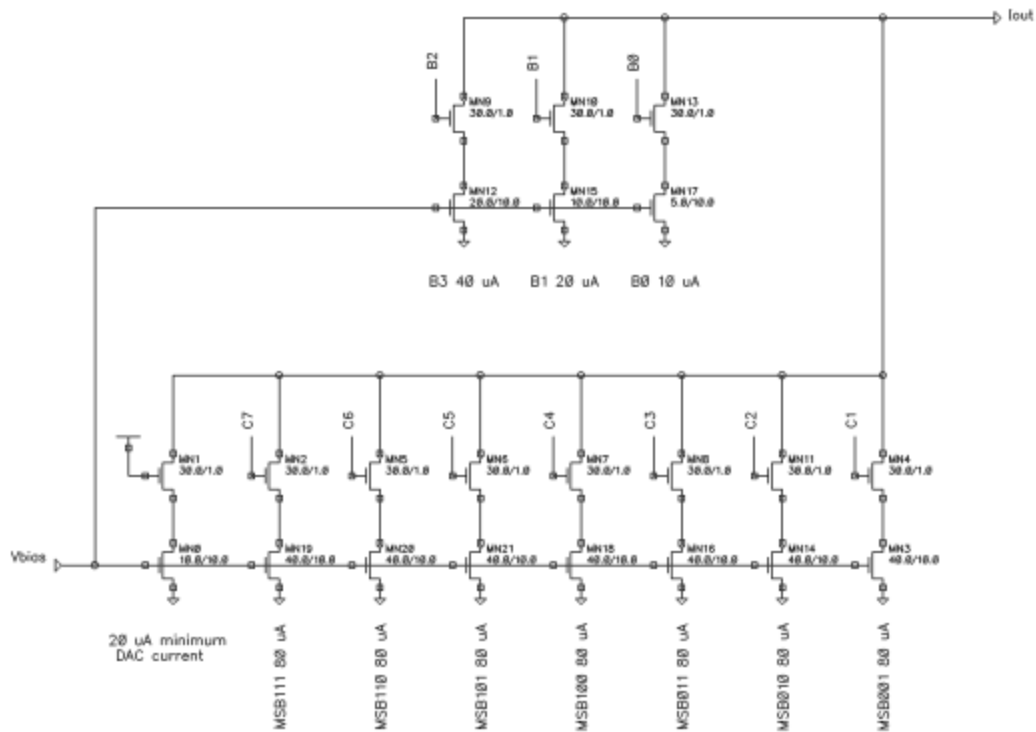 Iout
B2
B1
B0
MN9
30.0/1.0
MN10
30.0/1.0
MN13
30.0/1.0
MN12
20.0/10.0
MN15
10.0/10.0
MN17
5.0/10.0
B3 40 uA
B1 20 uA
B0 10 uA
C7
C6
C5
C4
C3
C2
C1
MN1
30.0/1.0
MN2
30.0/1.0
MN5
30.0/1.0
MN6
30.0/1.0
MN7
30.0/1.0
MN8
30.0/1.0
MN11
30.0/1.0
MN4
30.0/1.0
Vbias
MN0
10.0/10.0
MN19
40.0/10.0
MN20
40.0/10.0
MN21
40.0/10.0
MN18
40.0/10.0
MN16
40.0/10.0
MN14
40.0/10.0
MN3
40.0/10.0
20 uA minimum
DAC current
MSB111 80 uA
MSB110 80 uA
MSB101 80 uA
MSB100 80 uA
MSB011 80 uA
MSB010 80 uA
MSB001 80 uA